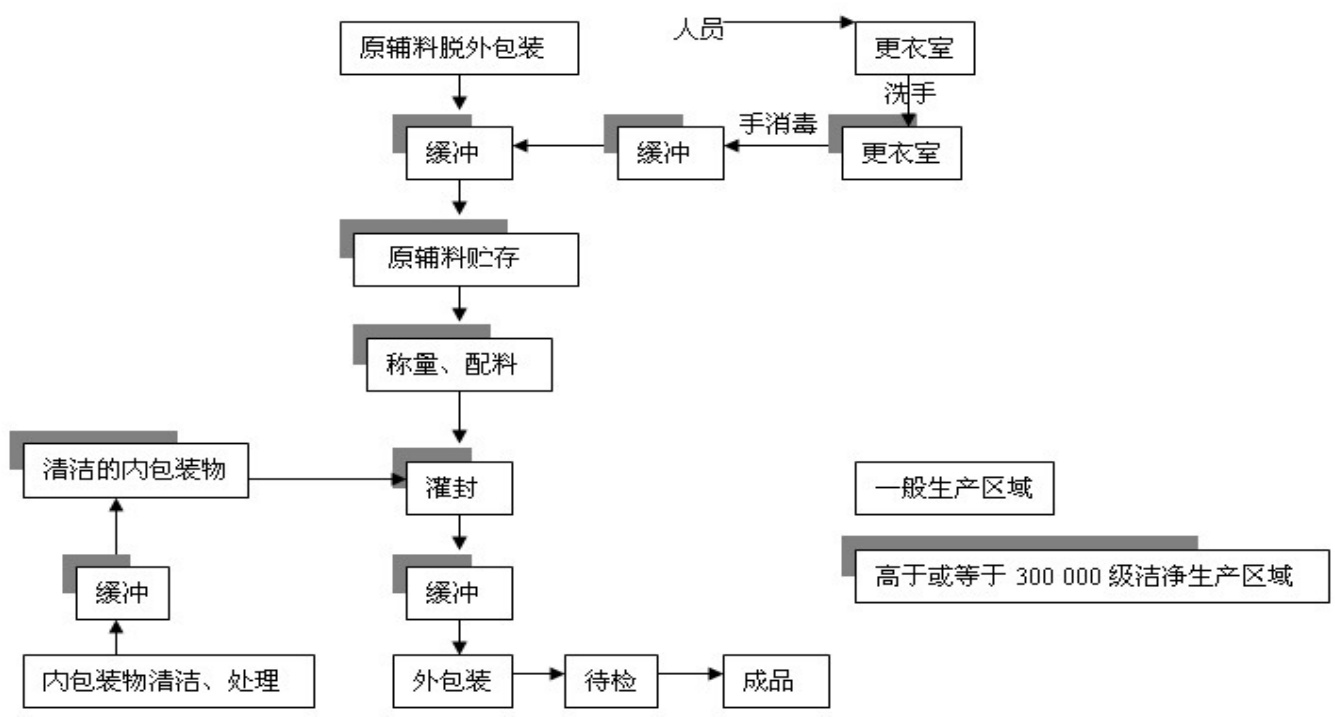 原辅料脱外包装
人员
更衣室
洗手
缓冲
缓冲
手消毒
更衣室
原辅料贮存
称量、配料
清洁的内包装物
灌封
一般生产区域
缓冲
缓冲
高于或等于 300 000 级洁净生产区域
内包装物清洁、处理
外包装
待检
成品